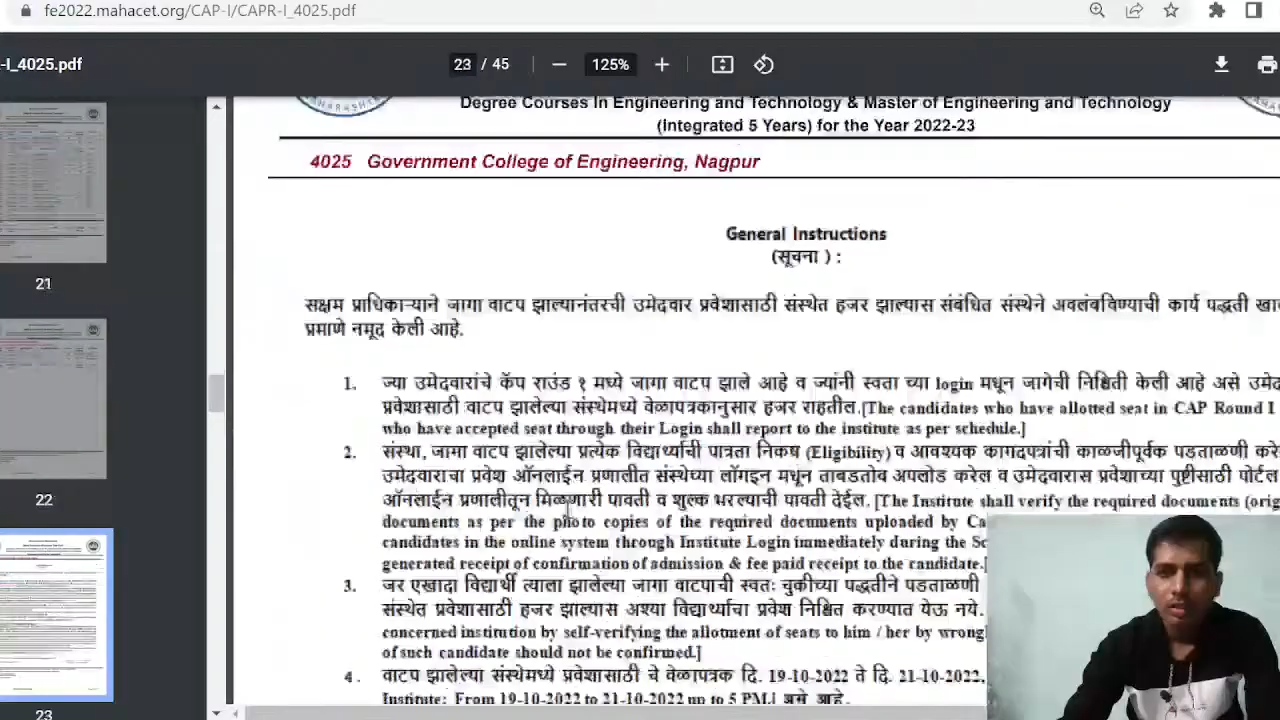 fe2022.mahacet.org/CAP-I/CAPR-I_4025.pdf
-I_4025.pdf
23 / 45
125%
Degree Courses In Engineering and Technology & Master of Engineering and Technology
(Integrated 5 Years) for the Year 2022-23
4025 Government College of Engineering, Nagpur
General Instructions
(सूचना ) :
सक्षम प्राधिकाऱ्याने जागा वाटप झाल्यानंतरची उमेदवार प्रवेशासाठी संस्थेत हजर झाल्यास संबंधित संस्थेने अवलंबविण्याची कार्य पद्धती
प्रमाणे नमूद केली आहे.
1. ज्या उमेदवारांचे कॅप राउंड १ मध्ये जागा वाटप झाले आहे व ज्यांनी स्वता च्या login मधून जागेची निश्चिती केली आहे असे
प्रवेशासाठी वाटप झालेल्या संस्थेमध्ये वेळापत्रकानुसार हजर राहतील.[The candidates who have allotted seat in CAP Round I
who have accepted seat through their Login shall report to the institute as per schedule.]
2. संस्था, जागा वाटप झालेल्या प्रत्येक विद्यार्थ्याची पात्रता निकष (Eligibility) व आवश्यक कागदपत्रांची काळजीपूर्वक पडताळणी
उमेदवाराचा प्रवेश ऑनलाईन प्रणालीत संस्थेच्या लॉगइन मधून ताबडतोव अपलोड करेल व उमेदवारास प्रवेशाच्या पुष्टीसाठी पोर्टल
ऑनलाईन प्रणालीतून मिळणारी पावती व शुल्क भरल्याची पावती देईल. [The Institute shall verify the required documents
documents as per the photo copies of the required documents uploaded by
candidates in the online system through Institute Login immediately during the
generated receipt of confirmation of admission & fee paid receipt to the candidate.]
3. जर एखादा विद्यार्थी त्याला झालेल्या जागा वाटपाची स्वतः चुकीच्या पद्धतीने पडताळणी
संस्थेत प्रवेशासाठी हजर झाल्यास अश्या विद्यार्थ्याचा प्रवेश निश्चित करण्यात येऊ नये.
concerned institution by self-verifying the allotment of seats to him / her by wrong
of such candidate should not be confirmed.]
4. वाटप झालेल्या संस्थेमध्ये प्रवेशासाठी चे वेळापत्रक दि. 19-10-2022 ते दि. 21-10-2022,
Institute: From 19-10-2022 to 21-10-2022 up to 5 PM.] असे आहे.
21
22
23